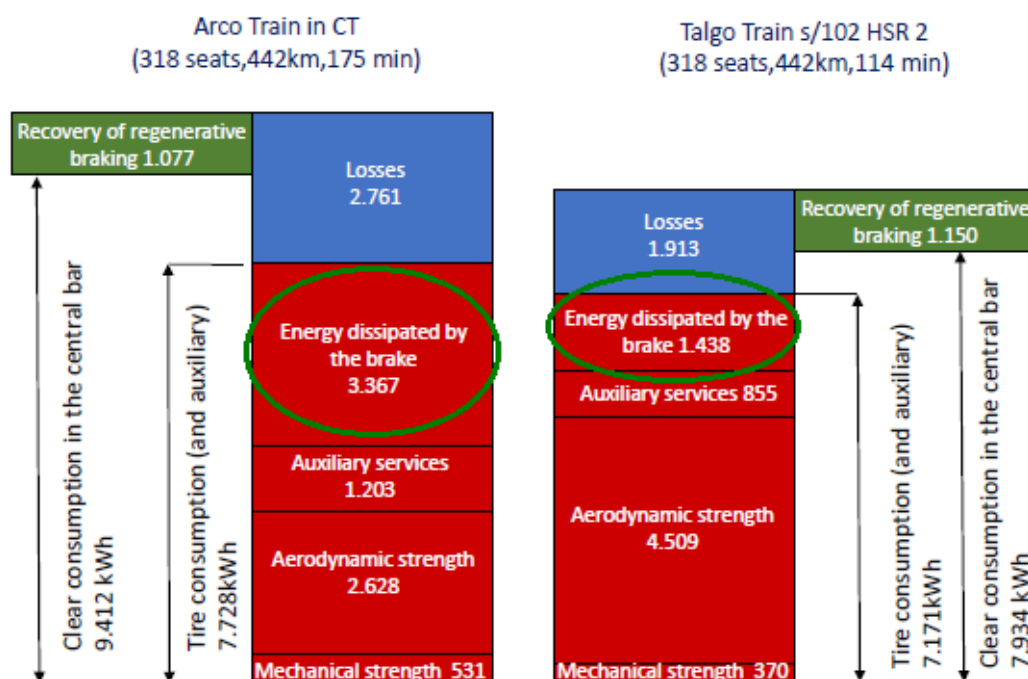 Arco Train in CT
(318 seats,442km,175 min)
Talgo Train s/102 HSR 2
(318 seats,442km,114 min)
Recovery of regenerative
braking 1.077
Losses
2.761
Energy dissipated by
the brake
3.367
Auxiliary services
1.203
Aerodynamic strength
2.628
Mechanical strength 531
Clear consumption in the central bar
9.412 kWh
Tire consumption (and auxiliary)
7.728kWh
Losses
1.913
Recovery of regenerative
braking 1.150
Energy dissipated by the
brake 1.438
Auxiliary services 855
Aerodynamic strength
4.509
Mechanical strength 370
Tire consumption (and auxiliary)
7.171kWh
Clear consumption in the central bar
7.934 kWh